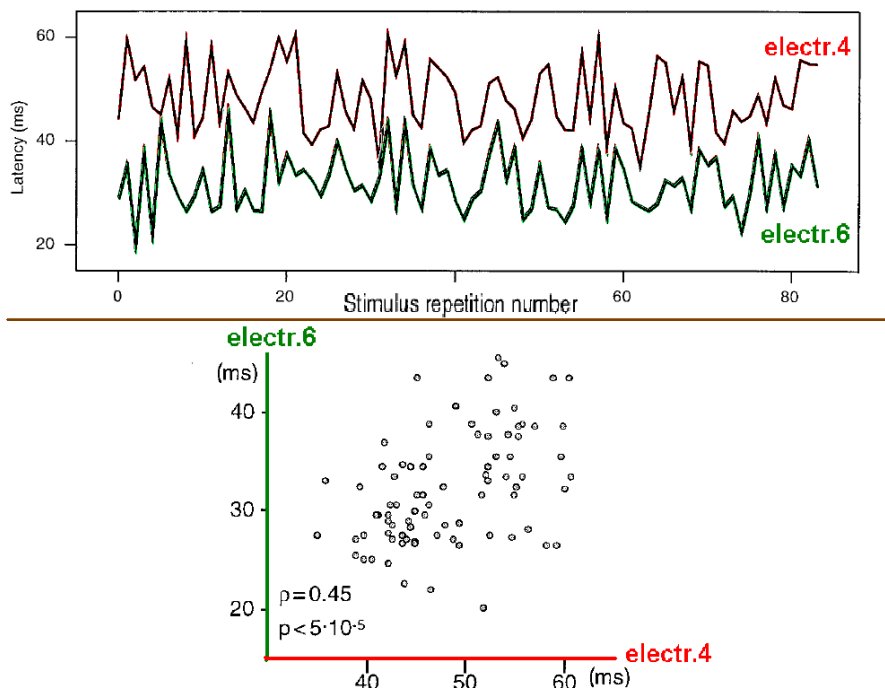 60
electr.4
Latency (ms)
40
20
electr.6
0
20
60
80
Stimulus repetition number
electr.6
(ms)
40
30
20
ρ=0.45
p<5·10-5
electr.4
40
50
60
(ms)